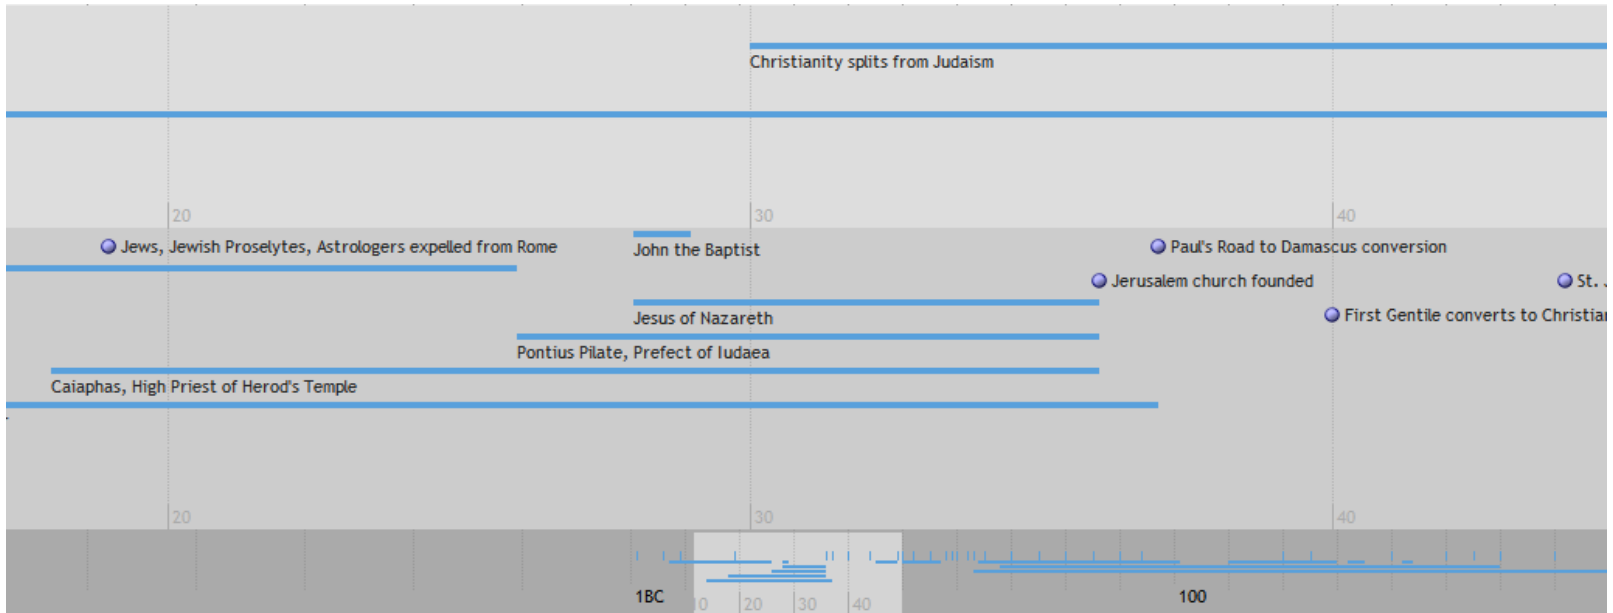 Christianity splits from Judaism
20 30 40
Jews, Jewish Proselytes, Astrologers expelled from Rome
John the Baptist
Paul's Road to Damascus conversion
Jerusalem church founded
St.
Jesus of Nazareth
First Gentile converts to
Pontius Pilate, Prefect of Iudaea
Caiaphas, High Priest of Herod's Temple
20 30 40
1BC 20 30 40 100